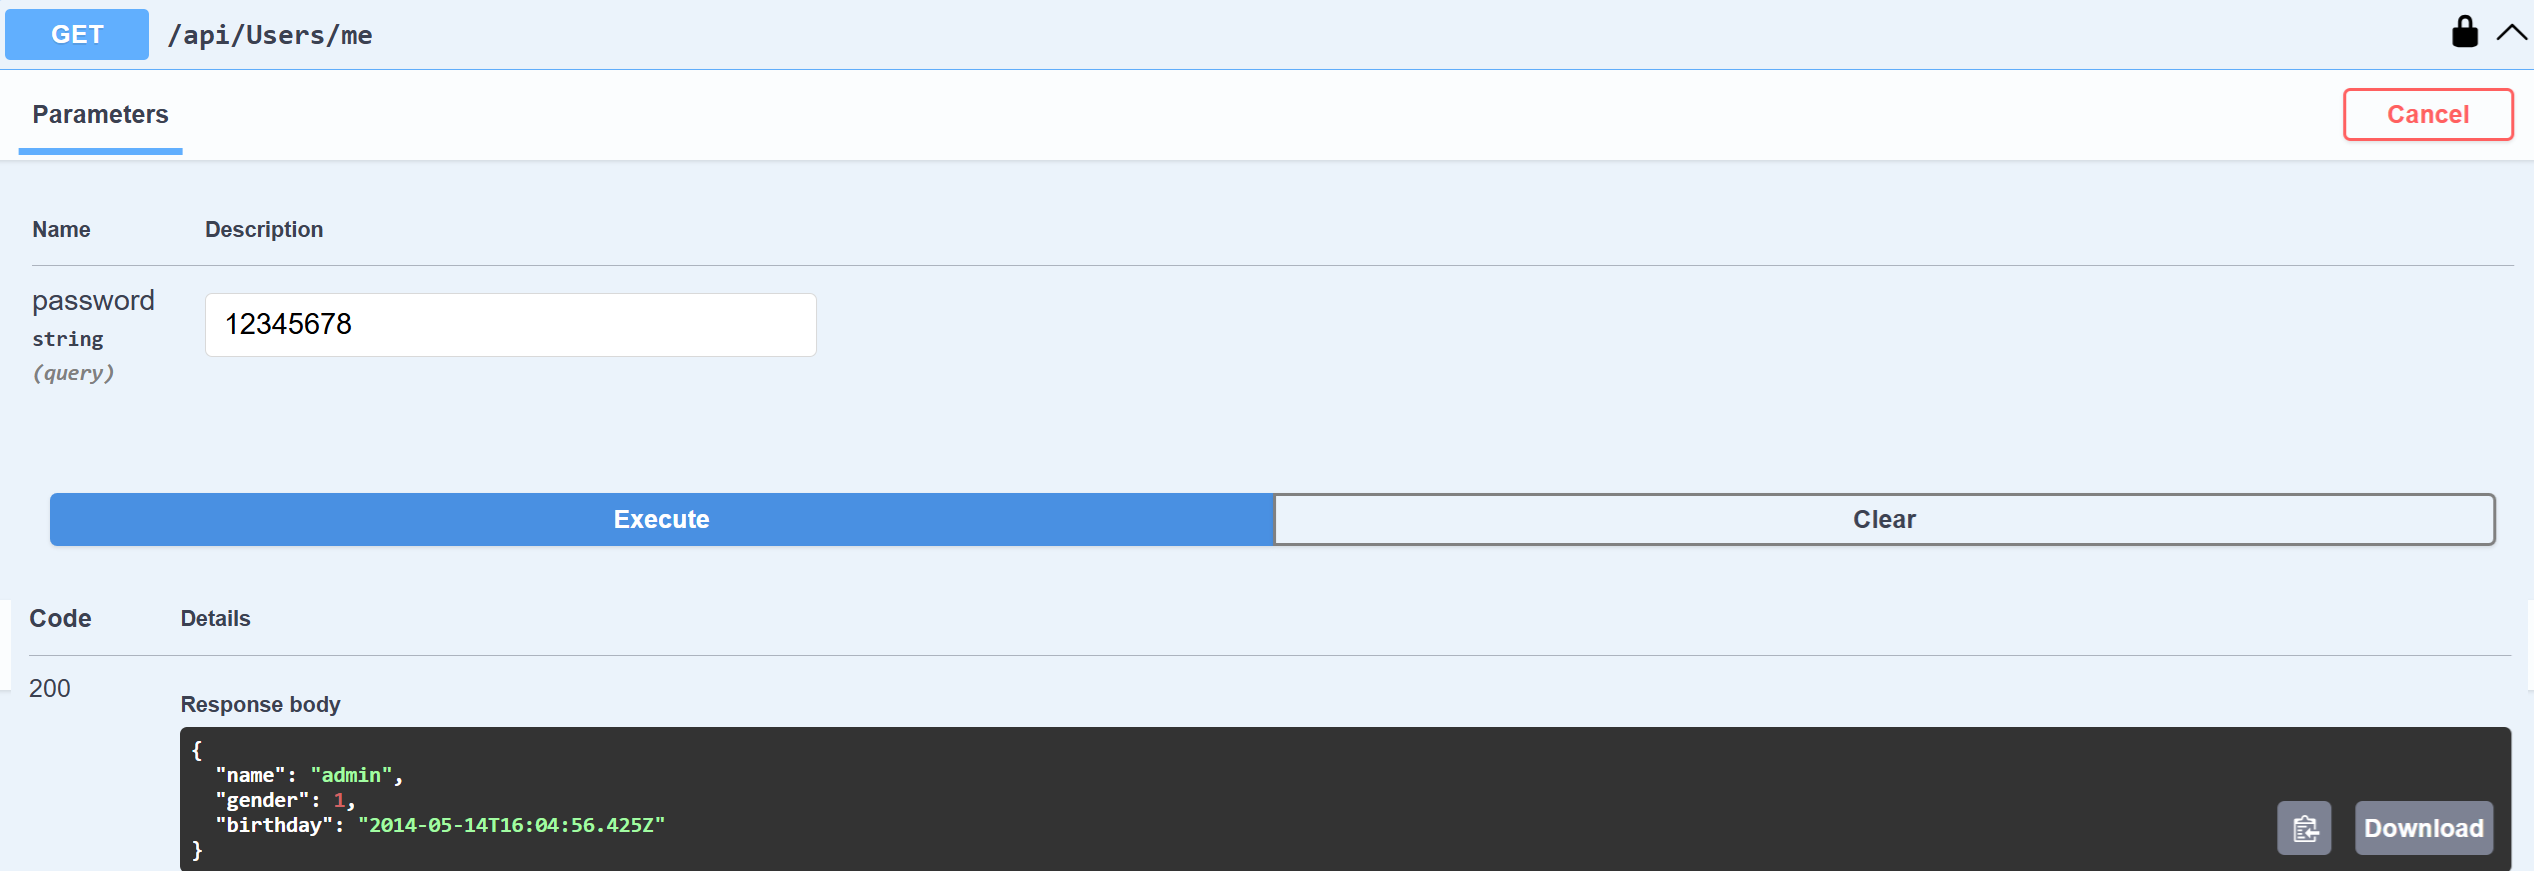 GET /api/Users/me
Parameters
Cancel
Name Description
password
string
(query)
12345678
Execute Clear
Code Details
200
Response body
{
"name": "admin",
"gender": 1,
"birthday": "2014-05-14T16:04:56.425Z"
}
Download